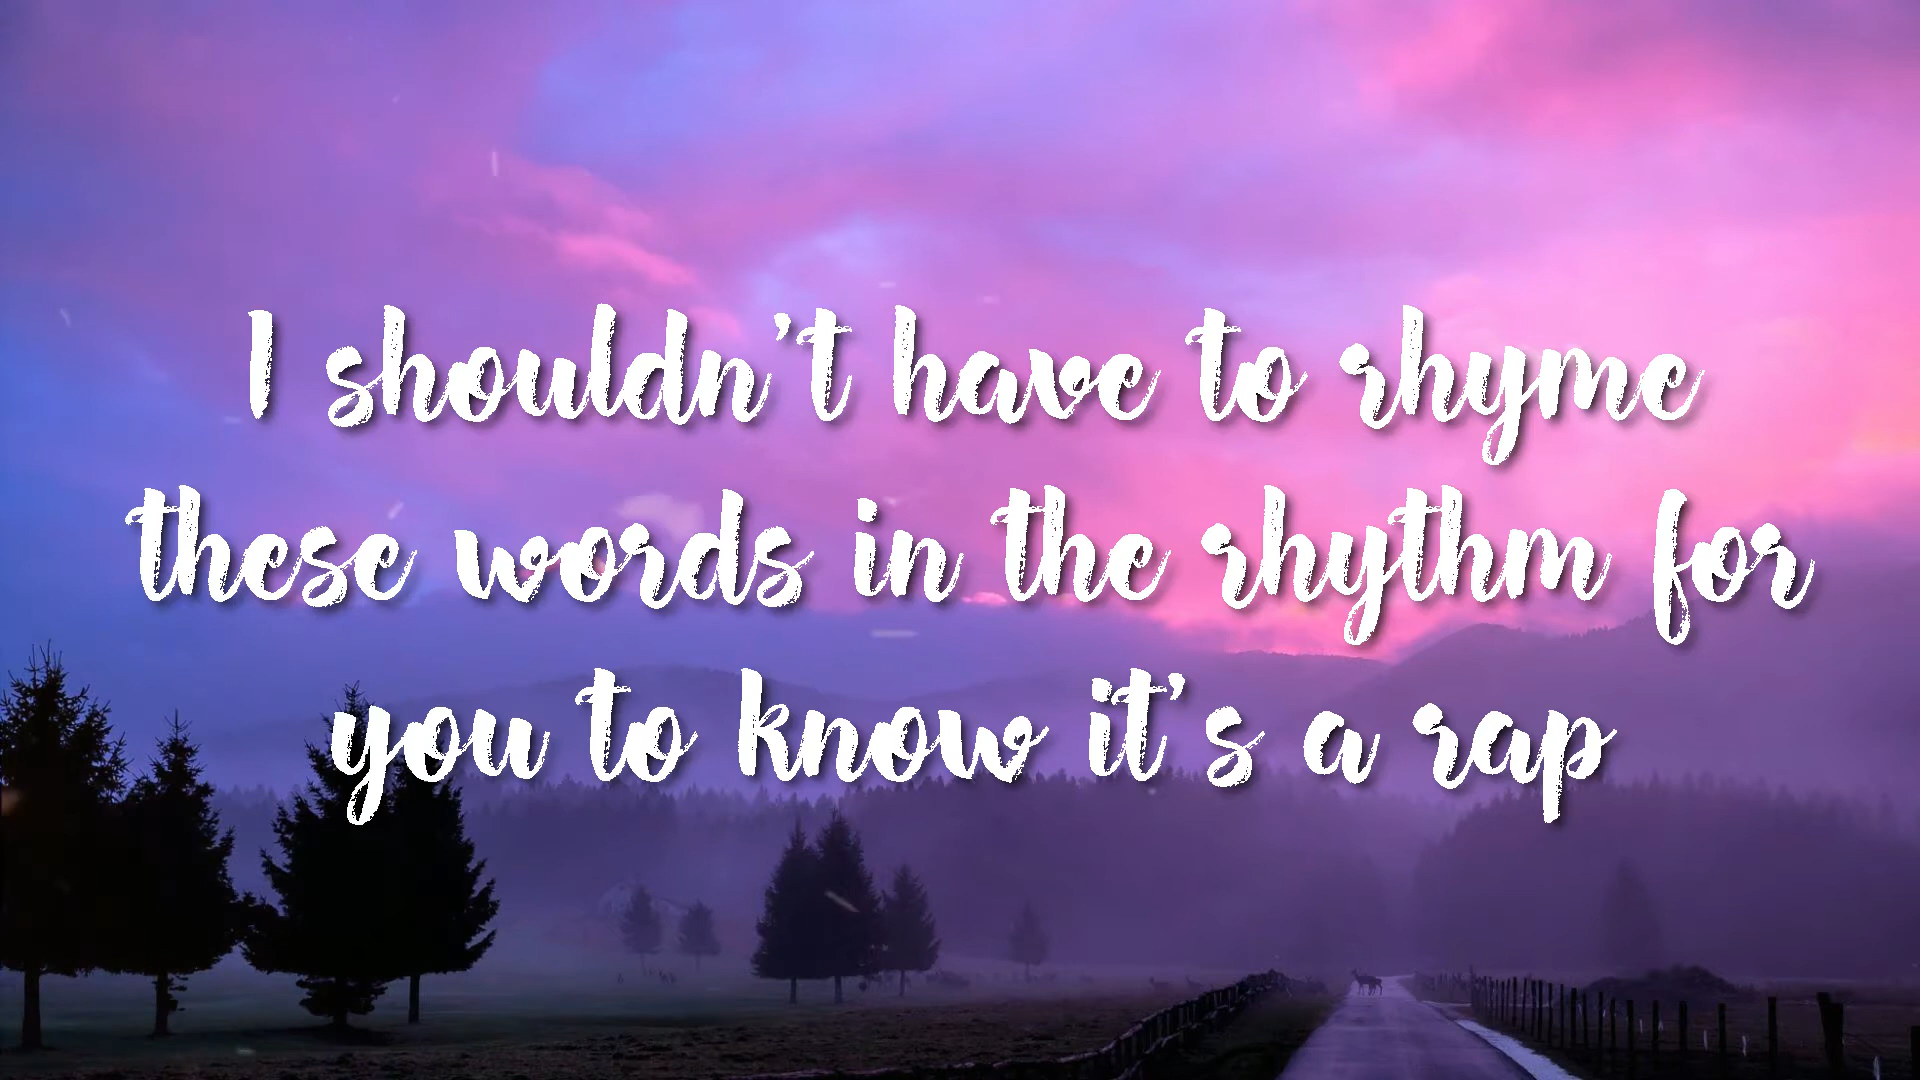 I shouldn't have to rhyme
these words in the rhythm for
you to know it's a rap